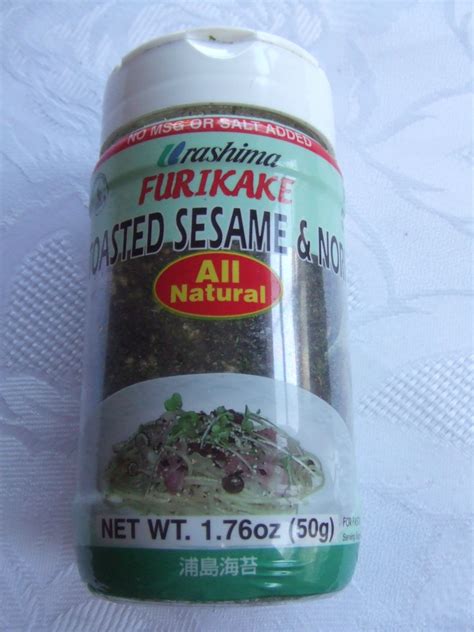 NO MSG OR SALT ADDED
Urashima
FURIKAKE
OASTED SESAME & NO
All
Natural
NET WT. 1.76oz (50g)
浦島海苔